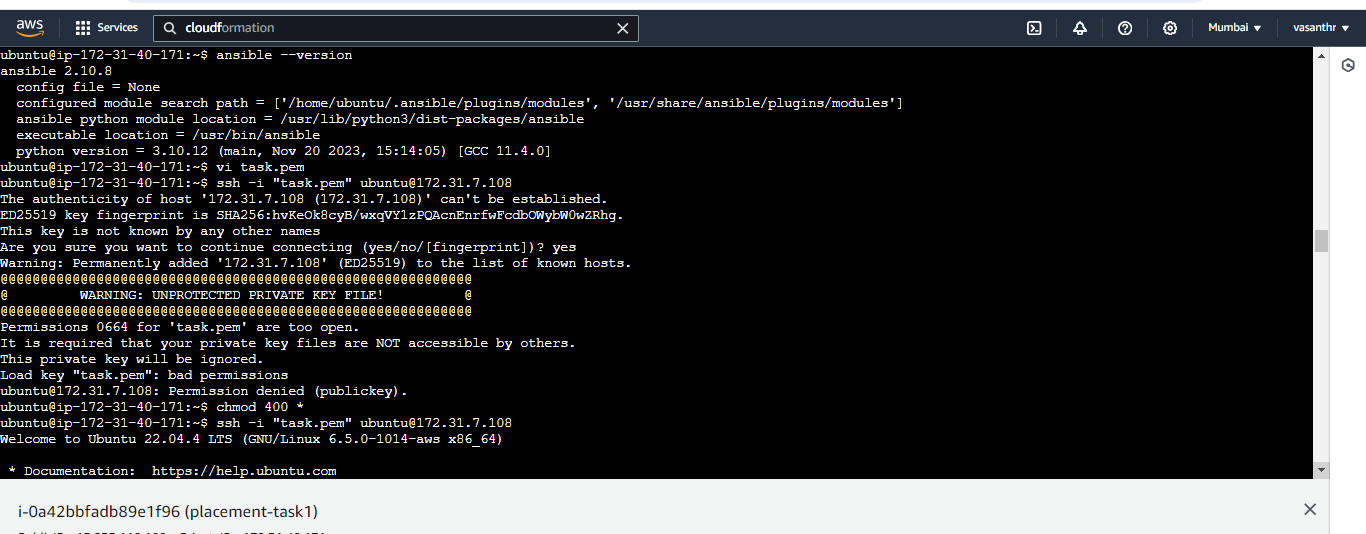 aws Services cloudformation Mumbai vasanthr
ubuntu@ip-172-31-40-171:~$ ansible --version
ansible 2.10.8
  config file = None
  configured module search path = ['/home/ubuntu/.ansible/plugins/modules', '/usr/share/ansible/plugins/modules']
  ansible python module location = /usr/lib/python3/dist-packages/ansible
  executable location = /usr/bin/ansible
  python version = 3.10.12 (main, Nov 20 2023, 15:14:05) [GCC 11.4.0]
ubuntu@ip-172-31-40-171:~$ vi task.pem
ubuntu@ip-172-31-40-171:~$ ssh -i "task.pem" ubuntu@172.31.7.108
The authenticity of host '172.31.7.108 (172.31.7.108)' can't be established.
ED25519 key fingerprint is SHA256:hvKeOk8cyB/wxqVY1zPQAcnEnrfwFcdbOWybW0wZRhg.
This key is not known by any other names
Are you sure you want to continue connecting (yes/no/[fingerprint])? yes
Warning: Permanently added '172.31.7.108' (ED25519) to the list of known hosts.
@@@@@@@@@@@@@@@@@@@@@@@@@@@@@@@@@@@@@@@@@@@@@@@@@@@@@@@@@@@
@         WARNING: UNPROTECTED PRIVATE KEY FILE!          @
@@@@@@@@@@@@@@@@@@@@@@@@@@@@@@@@@@@@@@@@@@@@@@@@@@@@@@@@@@@
Permissions 0664 for 'task.pem' are too open.
It is required that your private key files are NOT accessible by others.
This private key will be ignored.
Load key "task.pem": bad permissions
ubuntu@172.31.7.108: Permission denied (publickey).
ubuntu@ip-172-31-40-171:~$ chmod 400 *
ubuntu@ip-172-31-40-171:~$ ssh -i "task.pem" ubuntu@172.31.7.108
Welcome to Ubuntu 22.04.4 LTS (GNU/Linux 6.5.0-1014-aws x86_64)
 * Documentation:  https://help.ubuntu.com
i-0a42bbfadb89e1f96 (placement-task1)